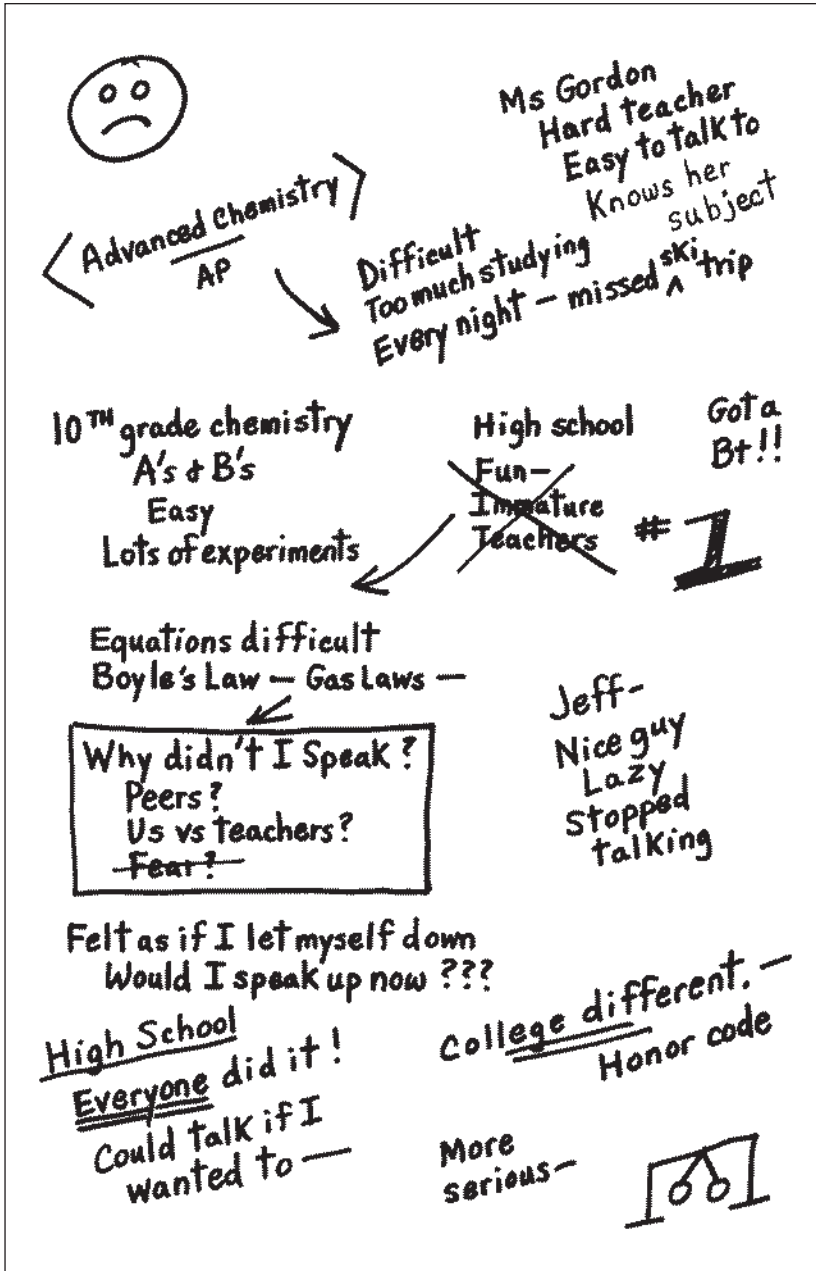 Ms Gordon
Hard teacher
Easy to talk to
Knows her
subject
Advanced Chemistry
AP
Difficult
Too much studying
Every night - missed ski trip
10TH grade chemistry
A's & B's
Easy
Lots of experiments
High school
Fun-
Immature
Teachers
Got a
B+!!
#1
Equations difficult
Boyle's Law - Gas Laws -
Why didn't I Speak?
Peers?
Us vs teachers?
Fear?
Jeff-
Nice guy
Lazy
Stopped
talking
Felt as if I let myself down
Would I speak up now ???
High School
Everyone did it!
Could talk if I
wanted to -
College different. -
Honor code
More
serious-